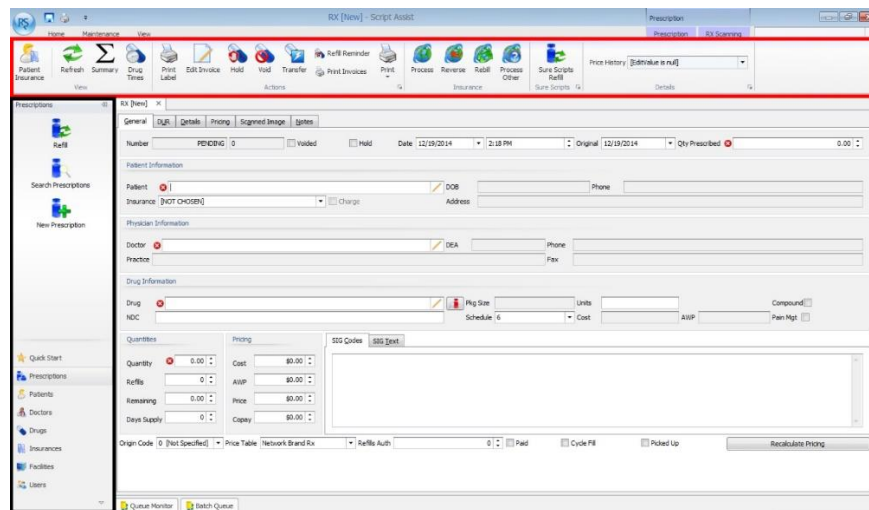 RS RX [New] - Script Assist Prescription
Home Maintenance View Prescription RX Scanning
Patient Insurance Refresh Summary Drug Times Print Label Edit Invoice Hold Void Transfer Refill Reminder Print Invoices Print Process Reverse Rebill Process Other Sure Scripts Refill Price History [EditValue is null]
View Actions Insurance Sure Scripts Details
Prescriptions RX [New]
General DUR Details Pricing Scanned Image Notes
Refill
Number PENDING 0 Voided Hold Date 12/19/2014 2:18 PM Original 12/19/2014 Qty Prescribed 0.00
Patient Information
Search Prescriptions
Patient DOB Phone
Insurance [NOT CHOSEN] Charge Address
New Prescription
Physician Information
Doctor DEA Phone
Practice Fax
Drug Information
Drug Pkg Size Units Compound
NDC Schedule 6 Cost AWP Pain Mgt
Quantities Pricing SIG Codes SIG Text
Quick Start
Quantity 0.00 Cost $0.00
Prescriptions
Refills 0 AWP $0.00
Patients
Remaining 0.00 Price $0.00
Doctors
Days Supply 0 Copay $0.00
Drugs
Origin Code 0 [Not Specified] Price Table Network Brand Rx Refills Auth 0 Paid Cycle Fill Picked Up Recalculate Pricing
Insurances
Facilities
Users
Queue Monitor Batch Queue